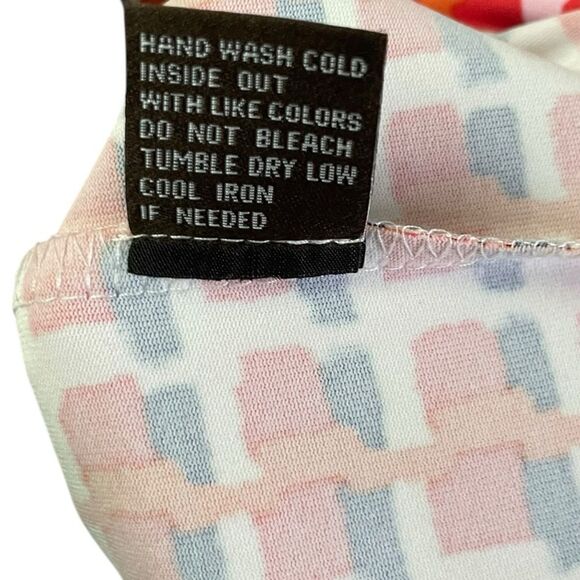 HAND WASH COLD
INSIDE OUT
WITH LIKE COLORS
DO NOT BLEACH
TUMBLE DRY LOW
COOL IRON
IF NEEDED